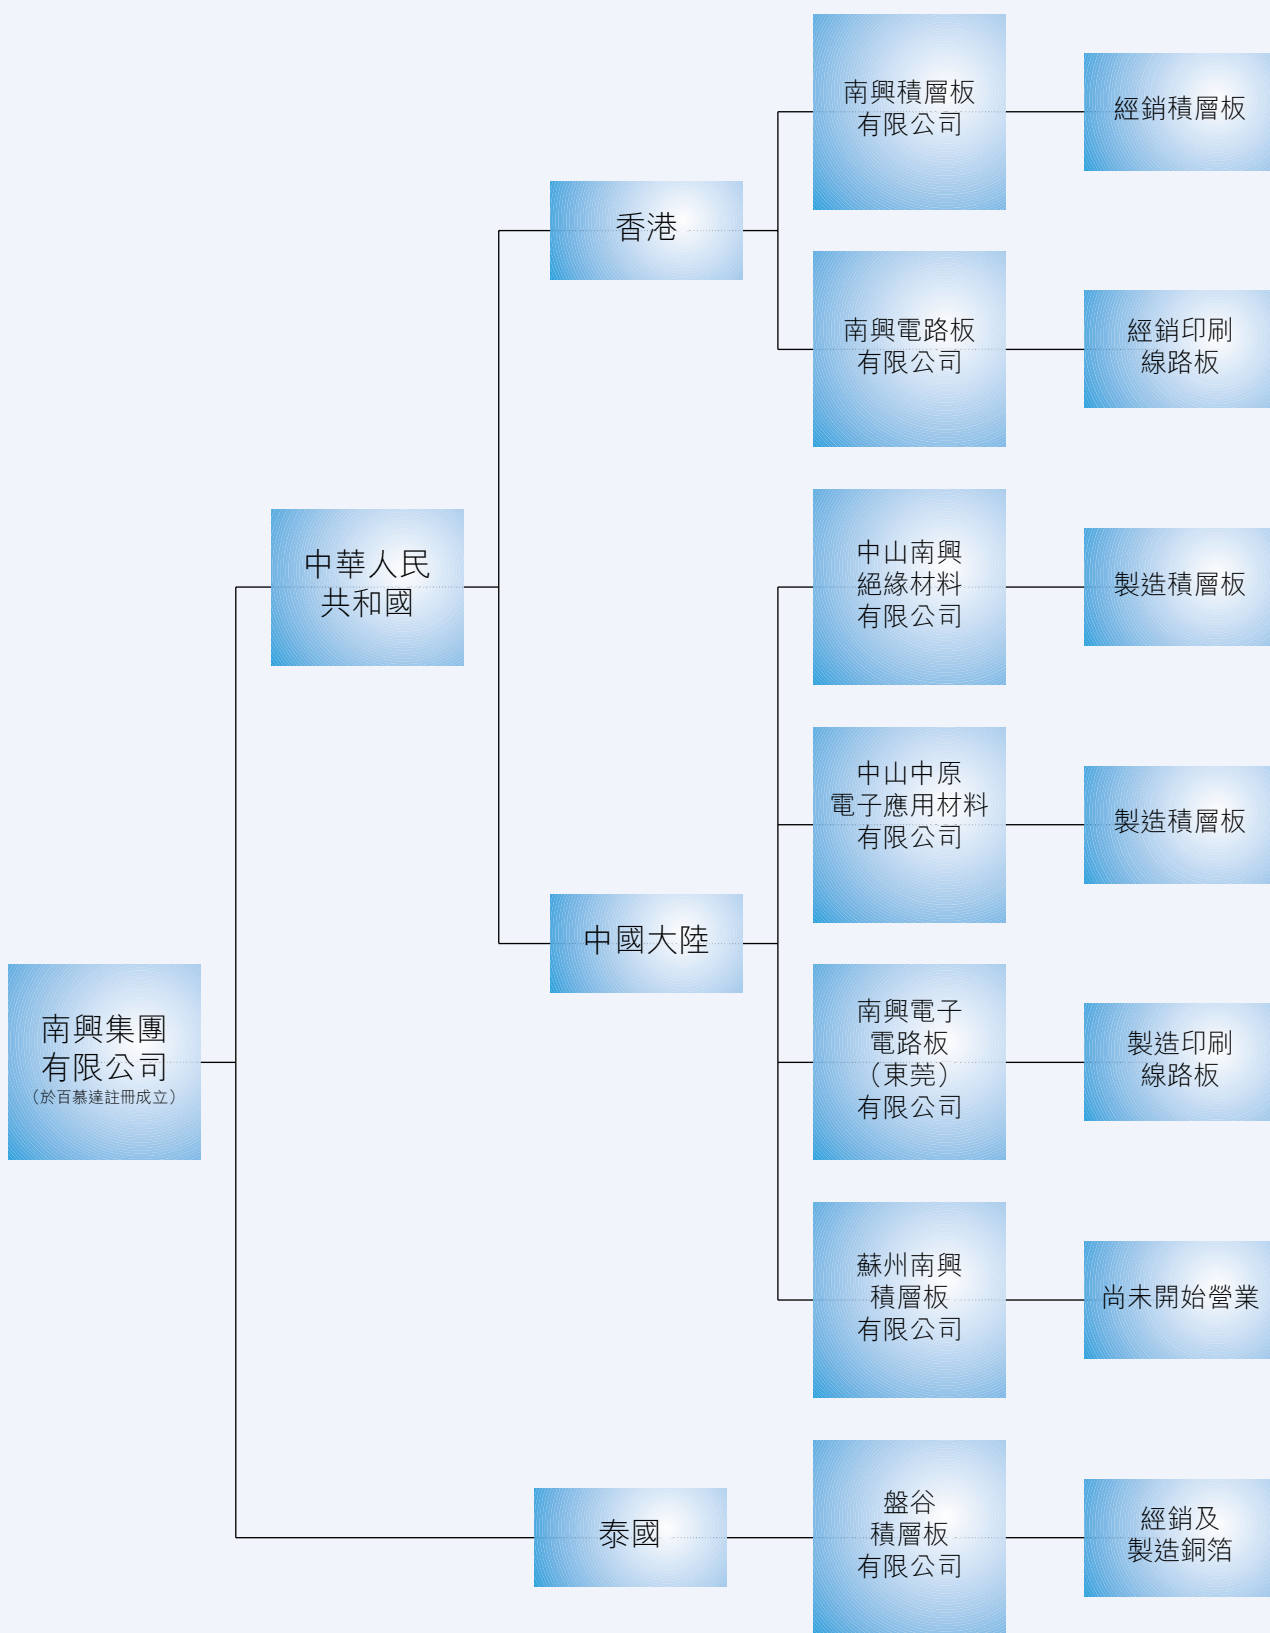 南興集團
有限公司
（於百慕達註冊成立）
中華人民
共和國
香港
南興積層板
有限公司
經銷積層板
南興電路板
有限公司
經銷印刷
線路板
中國大陸
中山南興
絕緣材料
有限公司
製造積層板
中山中原
電子應用材料
有限公司
製造積層板
南興電子
電路板
（東莞）
有限公司
製造印刷
線路板
蘇州南興
積層板
有限公司
尚未開始營業
泰國
盤谷
積層板
有限公司
經銷及
製造銅箔